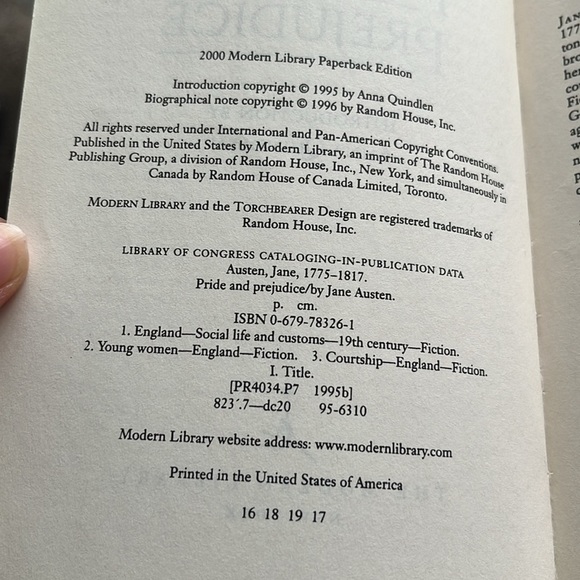 PREJUDICE
2000 Modern Library Paperback Edition
Introduction copyright © 1995 by Anna Quindlen
Biographical note copyright © 1996 by Random House, Inc.
All rights reserved under International and Pan-American Copyright Conventions.
Published in the United States by Modern Library, an imprint of The Random House
Publishing Group, a division of Random House, Inc., New York, and simultaneously in
Canada by Random House of Canada Limited, Toronto.
MODERN LIBRARY and the TORCHBEARER Design are registered trademarks of
Random House, Inc.
LIBRARY OF CONGRESS CATALOGING-IN-PUBLICATION DATA
Austen, Jane, 1775–1817.
Pride and prejudice/by Jane Austen.
p. cm.
ISBN 0-679-78326-1
1. England—Social life and customs—19th century—Fiction.
2. Young women—England—Fiction. 3. Courtship—England—Fiction.
I. Title.
[PR4034.P7 1995b]
823′.7—dc20 95-6310
Modern Library website address: www.modernlibrary.com
Printed in the United States of America
16 18 19 17